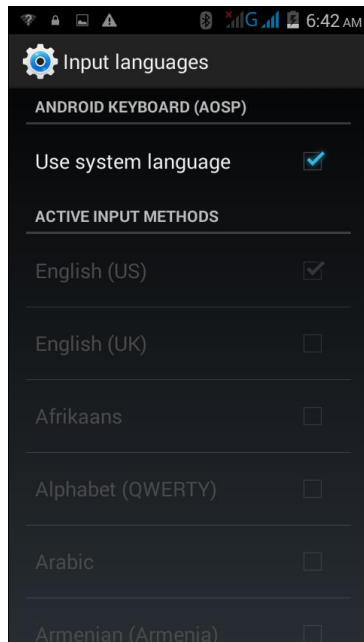 G 6:42 AM
Input languages
ANDROID KEYBOARD (AOSP)
Use system language
ACTIVE INPUT METHODS
English (US)
English (UK)
Afrikaans
Alphabet (QWERTY)
Arabic
Armenian (Armenia)